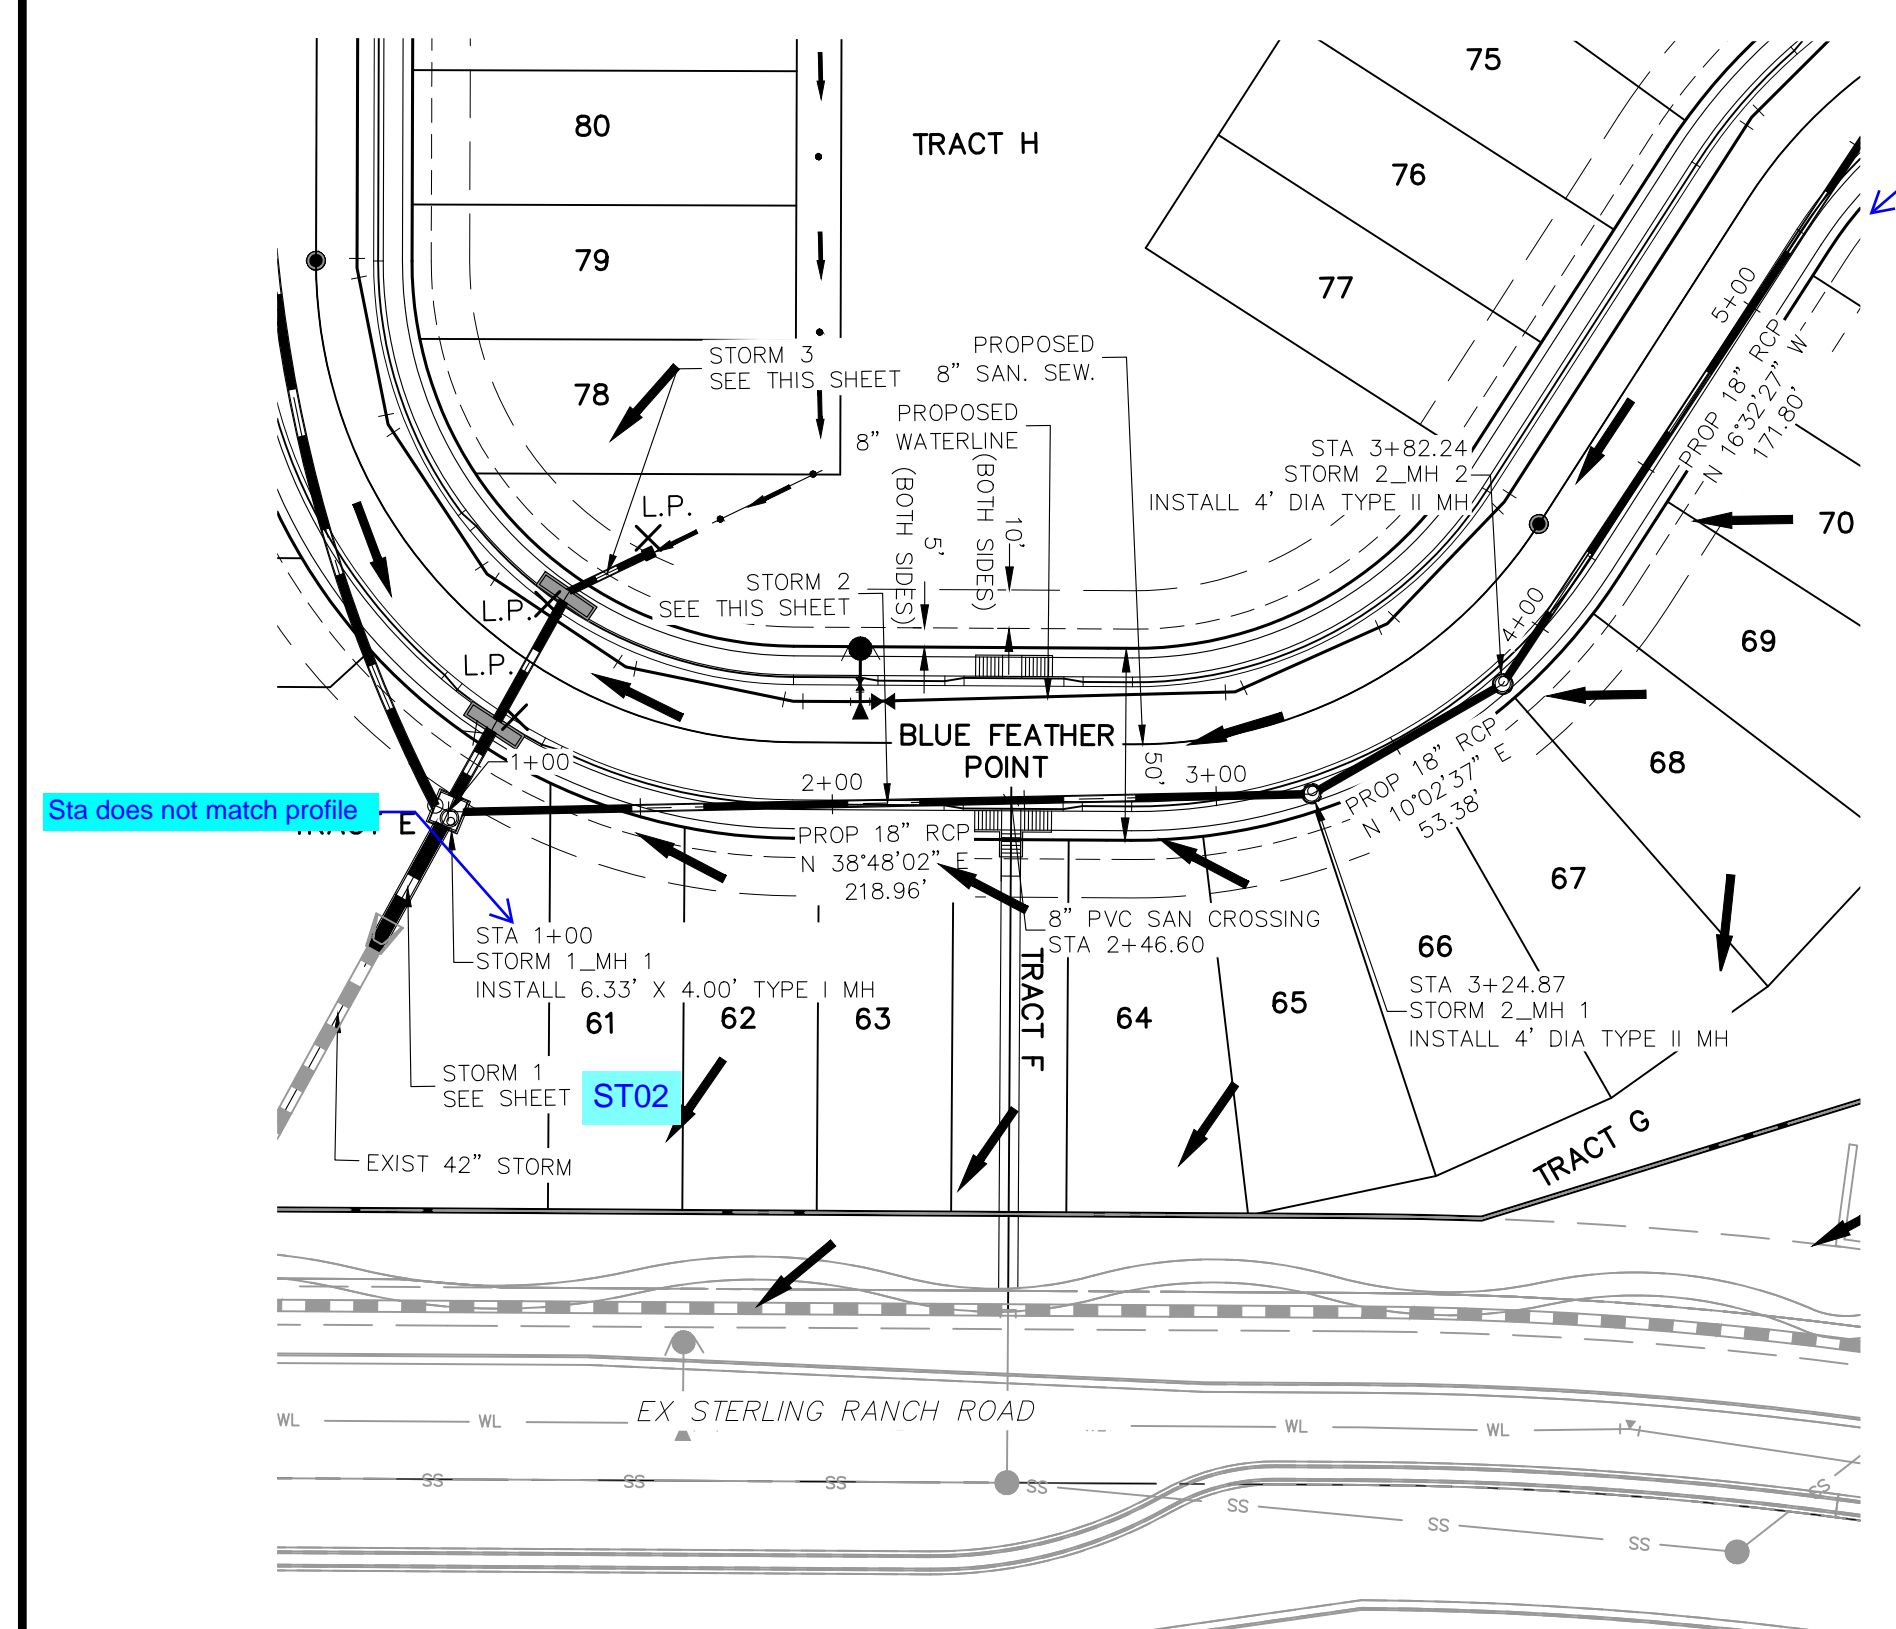 75
80
TRACT H
76
79
77
5+00
PROP 18" RCP
N 16°32'27" W
171.80'
STORM 3
SEE THIS SHEET
PROPOSED
8" SAN. SEW.
78
PROPOSED
8" WATERLINE
STA 3+82.24
STORM 2_MH 2
INSTALL 4' DIA TYPE II MH
L.P.
5'
(BOTH SIDES)
10'
(BOTH SIDES)
70
STORM 2
SEE THIS SHEET
L.P.
4+00
69
L.P.
BLUE FEATHER
POINT
50'
1+00
2+00
3+00
68
PROP 18" RCP
N 10°02'37" E
53.38'
Sta does not match profile
TRACT E
PROP 18" RCP
N 38°48'02" E
218.96'
67
8" PVC SAN CROSSING
STA 2+46.60
STA 1+00
STORM 1_MH 1
INSTALL 6.33' X 4.00' TYPE I MH
66
STA 3+24.87
STORM 2_MH 1
INSTALL 4' DIA TYPE II MH
61
62
63
TRACT F
64
65
STORM 1
SEE SHEET
ST02
EXIST 42" STORM
TRACT G
EX STERLING RANCH ROAD
WL
WL
WL
WL
SS
SS
SS
SS
SS
SS
SS
SS